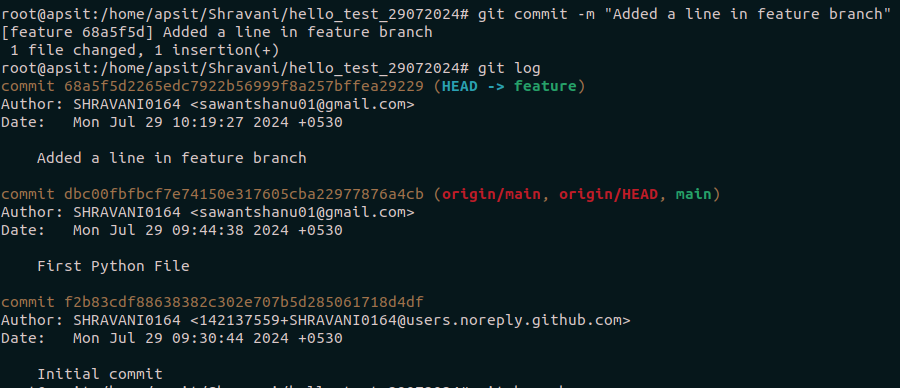 root@apsit:/home/apsit/Shravani/hello_test_29072024# git commit -m "Added a line in feature branch"
[feature 68a5f5d] Added a line in feature branch
 1 file changed, 1 insertion(+)
root@apsit:/home/apsit/Shravani/hello_test_29072024# git log
commit 68a5f5d2265edc7922b56999f8a257bffea29229 (HEAD -> feature)
Author: SHRAVANI0164 <sawantshanu01@gmail.com>
Date:   Mon Jul 29 10:19:27 2024 +0530

    Added a line in feature branch

commit dbc00fbfbcf7e74150e317605cba22977876a4cb (origin/main, origin/HEAD, main)
Author: SHRAVANI0164 <sawantshanu01@gmail.com>
Date:   Mon Jul 29 09:44:38 2024 +0530

    First Python File

commit f2b83cdf88638382c302e707b5d285061718d4df
Author: SHRAVANI0164 <142137559+SHRAVANI0164@users.noreply.github.com>
Date:   Mon Jul 29 09:30:44 2024 +0530

    Initial commit